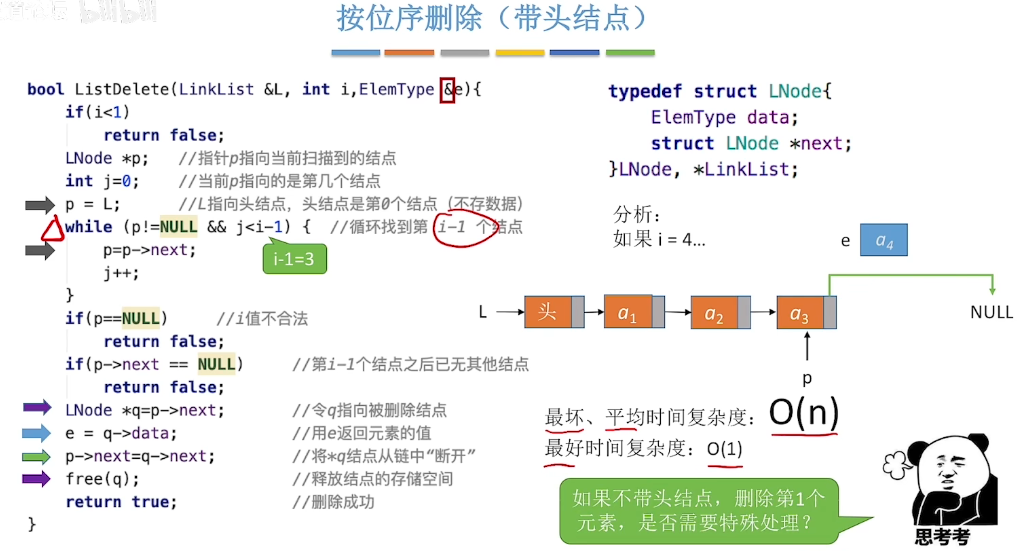 按位序删除（带头结点）
bool ListDelete(LinkList &L, int i,ElemType &e){
if(i<1)
return false;
LNode *p; //指针p指向当前扫描到的结点
int j=0; //当前p指向的是第几个结点
p = L; //L指向头结点，头结点是第0个结点（不存数据）
while (p!=NULL && j<i-1) { //循环找到第 i-1 个结点
p=p->next;
i-1=3
j++;
}
if(p==NULL) //i值不合法
return false;
if(p->next == NULL) //第i-1个结点之后已无其他结点
return false;
LNode *q=p->next; //令q指向被删除结点
e = q->data; //用e返回元素的值
p->next=q->next; //将*q结点从链中“断开”
free(q); //释放结点的存储空间
return true; //删除成功
}
typedef struct LNode{
ElemType data;
struct LNode *next;
}LNode, *LinkList;
分析：
如果 i = 4...
e a4
L 头 a1 a2 a3 NULL
p
最坏、平均时间复杂度：O(n)
最好时间复杂度：O(1)
如果不带头结点，删除第1个
元素，是否需要特殊处理？
思考考